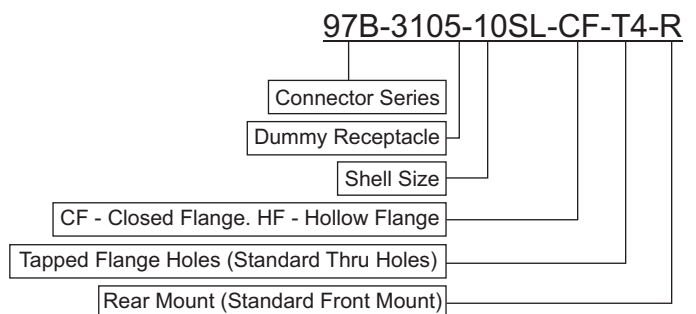 97B-3105-10SL-CF-T4-R
Connector Series
Dummy Receptacle
Shell Size
CF - Closed Flange. HF - Hollow Flange
Tapped Flange Holes (Standard Thru Holes)
Rear Mount (Standard Front Mount)